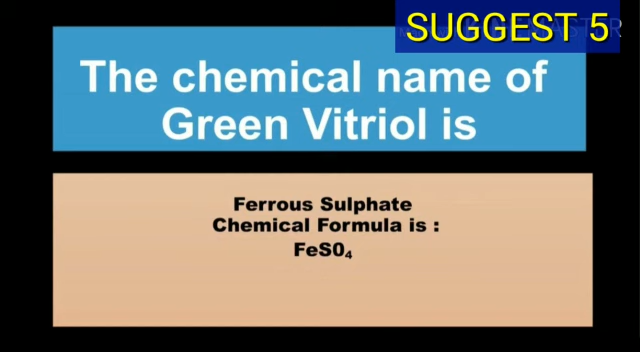 SUGGEST 5
The chemical name of
Green Vitriol is
Ferrous Sulphate
Chemical Formula is :
FeS0₄